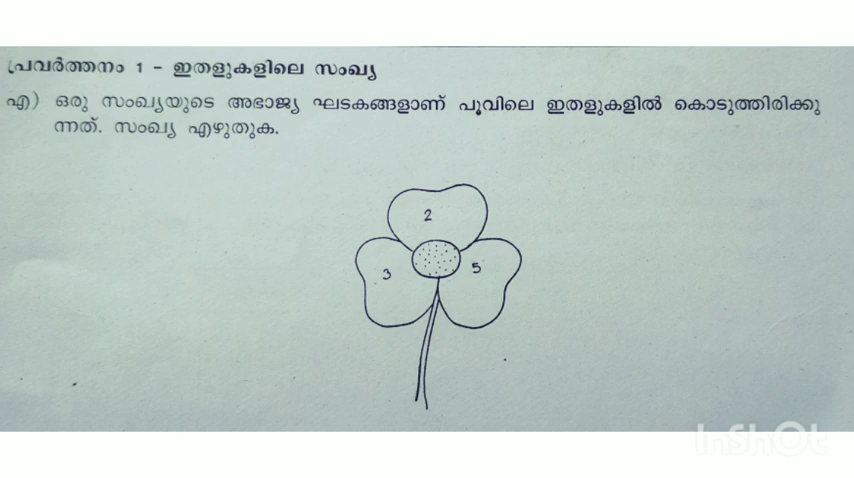 പ്രവർത്തനം 1 - ഇതളുകളിലെ സംഖ്യ
എ) ഒരു സംഖ്യയുടെ അഭാജ്യ ഘടകങ്ങളാണ് പൂവിലെ ഇതളുകളിൽ കൊടുത്തിരിക്കു
ന്നത്. സംഖ്യ എഴുതുക.
2
3 5
InShOt